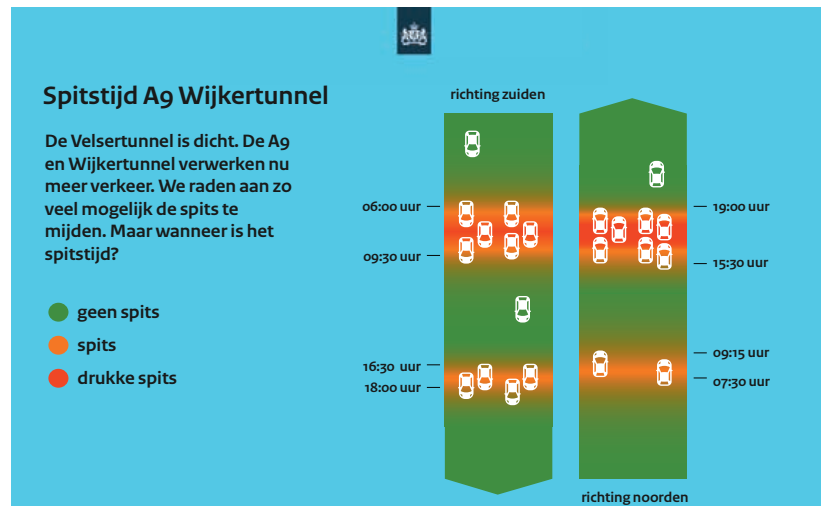 Spitstijd A9 Wijkertunnel
De Velsertunnel is dicht. De A9
en Wijkertunnel verwerken nu
meer verkeer. We raden aan zo
veel mogelijk de spits te
mijden. Maar wanneer is het
spitstijd?
geen spits
spits
drukke spits
richting zuiden
06:00 uur
09:30 uur
16:30 uur
18:00 uur
19:00 uur
15:30 uur
09:15 uur
07:30 uur
richting noorden